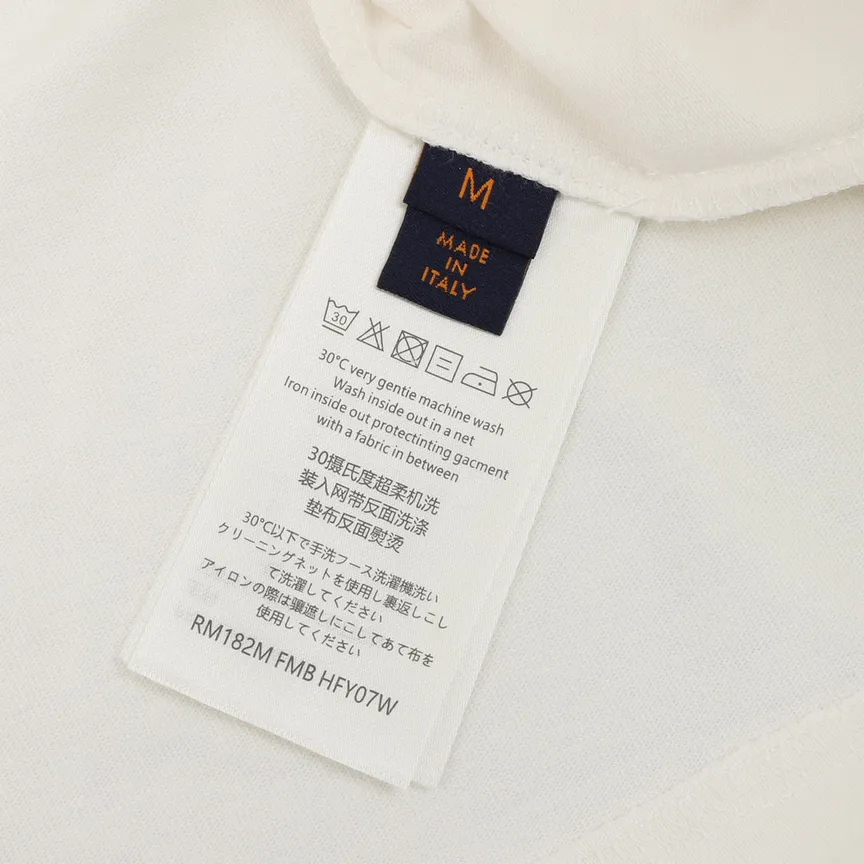 M
MADE
IN
ITALY
30
30°C very gentie machine wash
Wash inside out in a net
Iron inside out protectinting gacment
with a fabric in between
30摄氏度超柔机洗
装入网带反面洗涤
垫布反面熨烫
30°C以下で手洗フース洗濯機洗い
クリーニングネットを使用し裏返しこし
て洗濯してください
アイロンの際は骧遮しにこしてあて布を
使用してください
RM182M FMB HFY07W